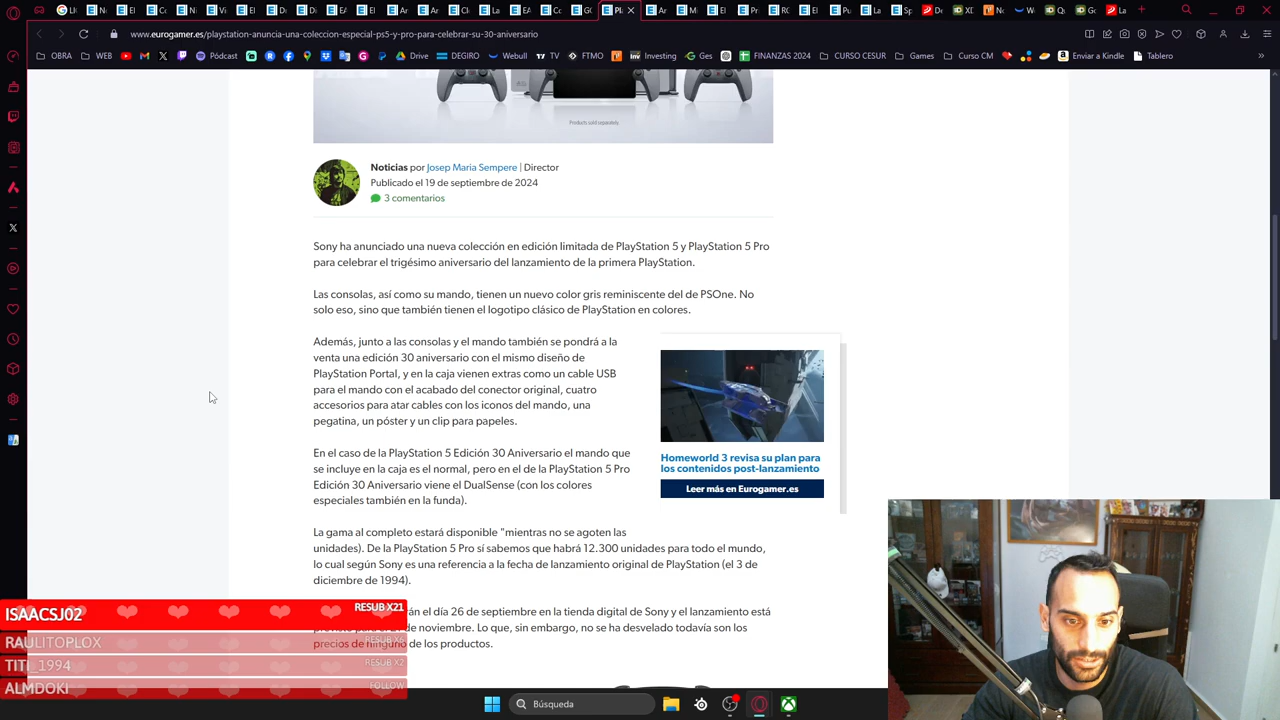 www.eurogamer.es/playstation-anuncia-una-coleccion-especial-ps5-y-pro-para-celebrar-su-30-aniversario
OBRA WEB Pódcast Drive DEGIRO Webull TV FTMO Investing Ges FINANZAS 2024 CURSO CESUR Games Curso CM Enviar a Kindle Tablero
Products sold separately.
Noticias por Josep Maria Sempere | Director
Publicado el 19 de septiembre de 2024
3 comentarios
Sony ha anunciado una nueva colección en edición limitada de PlayStation 5 y PlayStation 5 Pro
para celebrar el trigésimo aniversario del lanzamiento de la primera PlayStation.
Las consolas, así como su mando, tienen un nuevo color gris reminiscente del de PSOne. No
solo eso, sino que también tienen el logotipo clásico de PlayStation en colores.
Además, junto a las consolas y el mando también se pondrá a la
venta una edición 30 aniversario con el mismo diseño de
PlayStation Portal, y en la caja vienen extras como un cable USB
para el mando con el acabado del conector original, cuatro
accesorios para atar cables con los iconos del mando, una
pegatina, un póster y un clip para papeles.
Homeworld 3 revisa su plan para
los contenidos post-lanzamiento
Leer más en Eurogamer.es
En el caso de la PlayStation 5 Edición 30 Aniversario el mando que
se incluye en la caja es el normal, pero en el de la PlayStation 5 Pro
Edición 30 Aniversario viene el DualSense (con los colores
especiales también en la funda).
La gama al completo estará disponible "mientras no se agoten las
unidades). De la PlayStation 5 Pro sí sabemos que habrá 12.300 unidades para todo el mundo,
lo cual según Sony es una referencia a la fecha de lanzamiento original de PlayStation (el 3 de
diciembre de 1994).
el día 26 de septiembre en la tienda digital de Sony y el lanzamiento está
de noviembre. Lo que, sin embargo, no se ha desvelado todavía son los
precios de ninguno de los productos.
ISAACSJ02 RESUB X21
RAULITOPLOX RESUB X6
TITI_1994 RESUB X2
ALMDOKI FOLLOW
Búsqueda